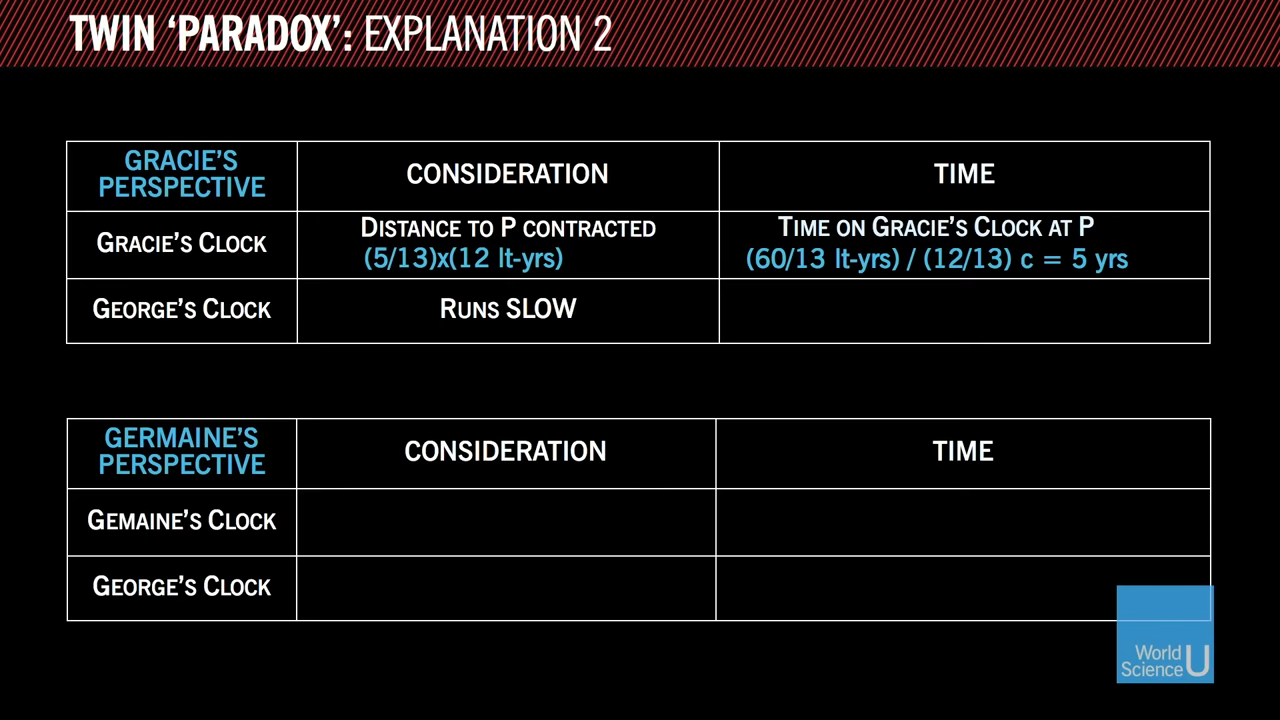 TWIN ‘PARADOX’: EXPLANATION 2
GRACIE’S
PERSPECTIVE
CONSIDERATION
TIME
GRACIE’S CLOCK
DISTANCE TO P CONTRACTED
(5/13)x(12 lt-yrs)
TIME ON GRACIE’S CLOCK AT P
(60/13 lt-yrs) / (12/13) c = 5 yrs
GEORGE’S CLOCK
RUNS SLOW
GERMAINE’S
PERSPECTIVE
CONSIDERATION
TIME
GEMAINE’S CLOCK
GEORGE’S CLOCK
World
Science U